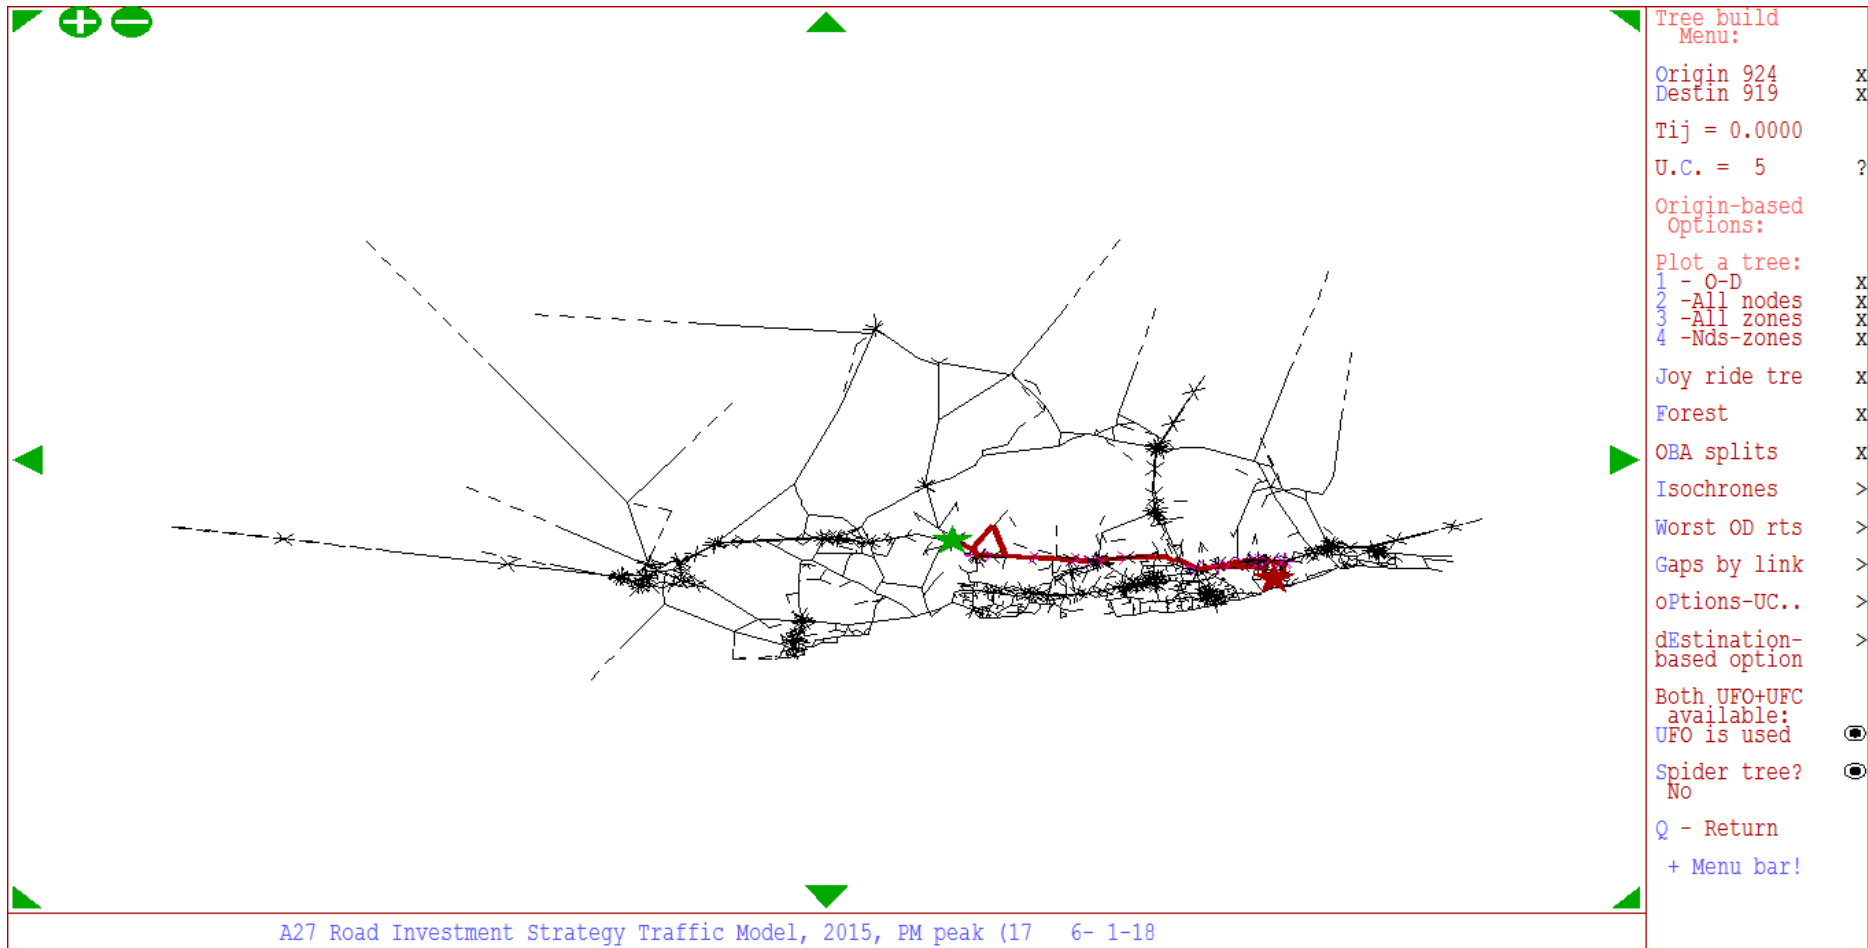 Tree build
Menu:
Origin 924 x
Destin 919 x
Tij = 0.0000
U.C. = 5 ?
Origin-based
Options:
Plot a tree:
1 - O-D x
2 -All nodes x
3 -All zones x
4 -Nds-zones x
Joy ride tre x
Forest x
OBA splits x
Isochrones >
Worst OD rts >
Gaps by link >
oPtions-UC.. >
dEstination- >
based option
Both UFO+UFC
available:
UFO is used
Spider tree?
No
Q - Return
+ Menu bar!
A27 Road Investment Strategy Traffic Model, 2015, PM peak (17 6- 1-18